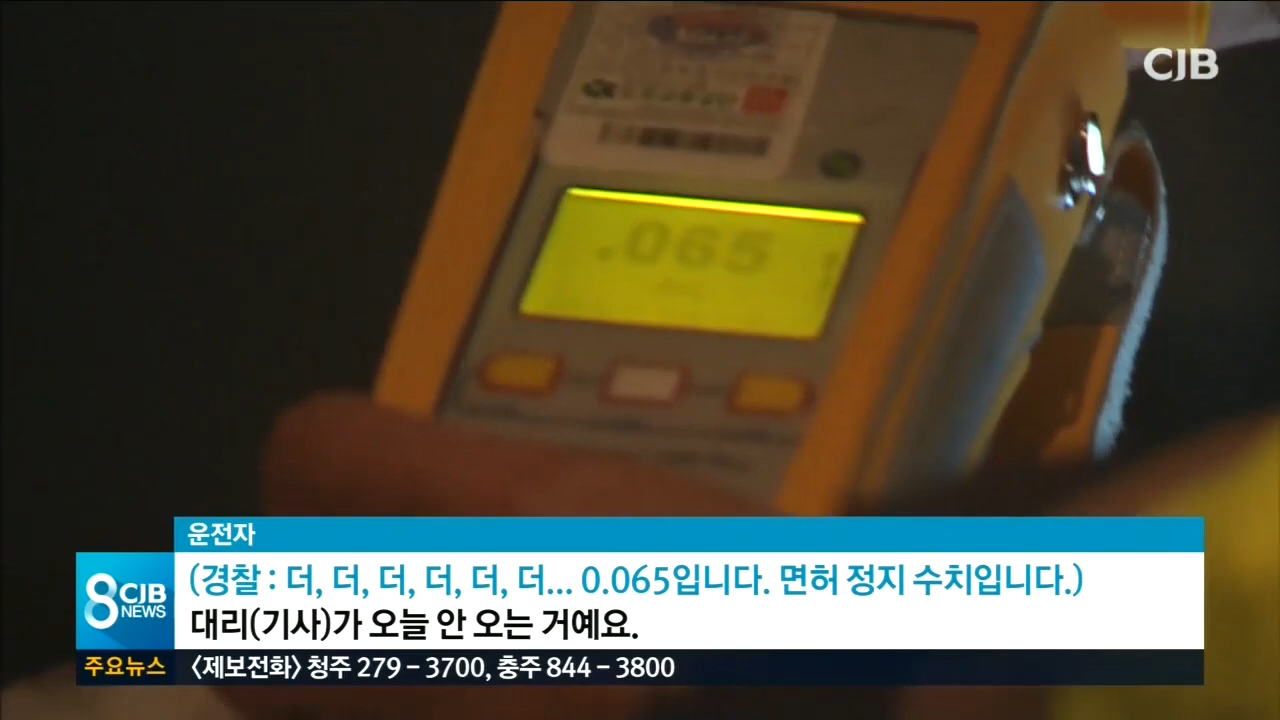 CJB
.065
운전자
(경찰 : 더, 더, 더, 더, 더, 더... 0.065입니다. 면허 정지 수치입니다.)
8 CJB NEWS
대리(기사)가 오늘 안 오는 거예요.
주요뉴스 〈제보전화〉 청주 279 - 3700, 충주 844 - 3800